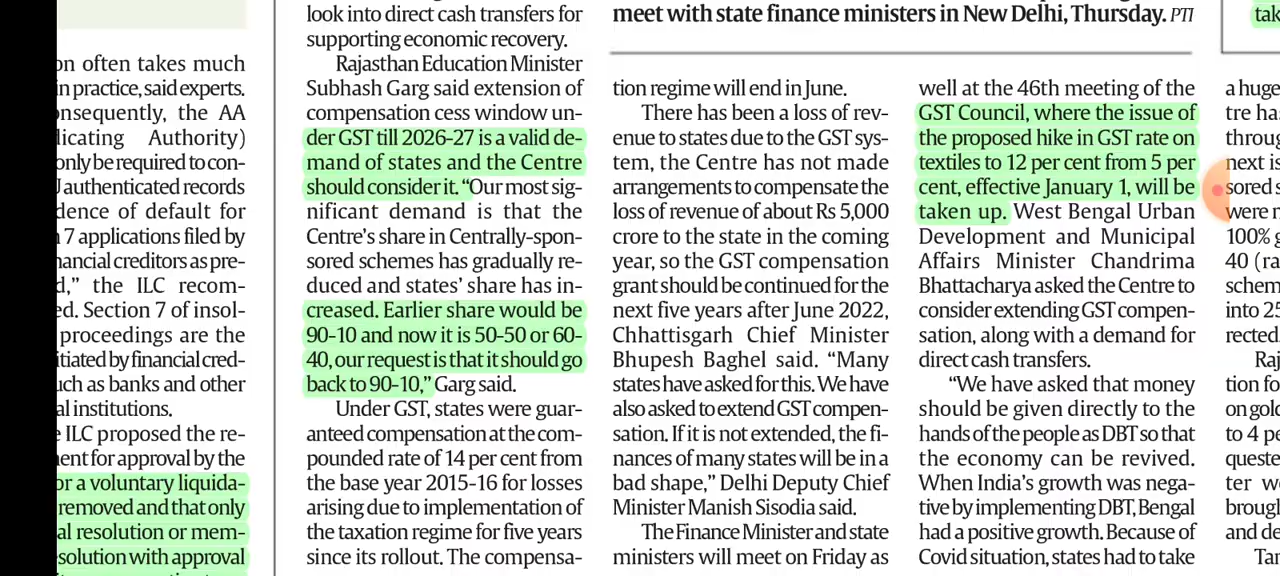 on often takes much
in practice, said experts.
onsequently, the AA
dicating Authority)
only be required to con-
authenticated records
dence of default for
7 applications filed by
nancial creditors as pre-
d," the ILC recom-
ed. Section 7 of insol-
proceedings are the
itiated by financial cred-
uch as banks and other
al institutions.
e ILC proposed the re-
ent for approval by the
or a voluntary liquida-
removed and that only
al resolution or mem-
solution with approval
look into direct cash transfers for
supporting economic recovery.
Rajasthan Education Minister
Subhash Garg said extension of
compensation cess window un-
der GST till 2026-27 is a valid de-
mand of states and the Centre
should consider it. “Our most sig-
nificant demand is that the
Centre’s share in Centrally-spon-
sored schemes has gradually re-
duced and states’ share has in-
creased. Earlier share would be
90-10 and now it is 50-50 or 60-
40, our request is that it should go
back to 90-10,” Garg said.
Under GST, states were guar-
anteed compensation at the com-
pounded rate of 14 per cent from
the base year 2015-16 for losses
arising due to implementation of
the taxation regime for five years
since its rollout. The compensa-
meet with state finance ministers in New Delhi, Thursday. PTI
tion regime will end in June.
There has been a loss of rev-
enue to states due to the GST sys-
tem, the Centre has not made
arrangements to compensate the
loss of revenue of about Rs 5,000
crore to the state in the coming
year, so the GST compensation
grant should be continued for the
next five years after June 2022,
Chhattisgarh Chief Minister
Bhupesh Baghel said. “Many
states have asked for this. We have
also asked to extend GST compen-
sation. If it is not extended, the fi-
nances of many states will be in a
bad shape,” Delhi Deputy Chief
Minister Manish Sisodia said.
The Finance Minister and state
ministers will meet on Friday as
well at the 46th meeting of the
GST Council, where the issue of
the proposed hike in GST rate on
textiles to 12 per cent from 5 per
cent, effective January 1, will be
taken up. West Bengal Urban
Development and Municipal
Affairs Minister Chandrima
Bhattacharya asked the Centre to
consider extending GST compen-
sation, along with a demand for
direct cash transfers.
“We have asked that money
should be given directly to the
hands of the people as DBT so that
the economy can be revived.
When India’s growth was nega-
tive by implementing DBT, Bengal
had a positive growth. Because of
Covid situation, states had to take
tak
a huge
tre ha
throug
next is
sored s
were n
100% g
40 (ra
schem
into 25
rected
Raj
tion fo
on gol
to 4 pe
queste
ter w
broug
and de
Tar